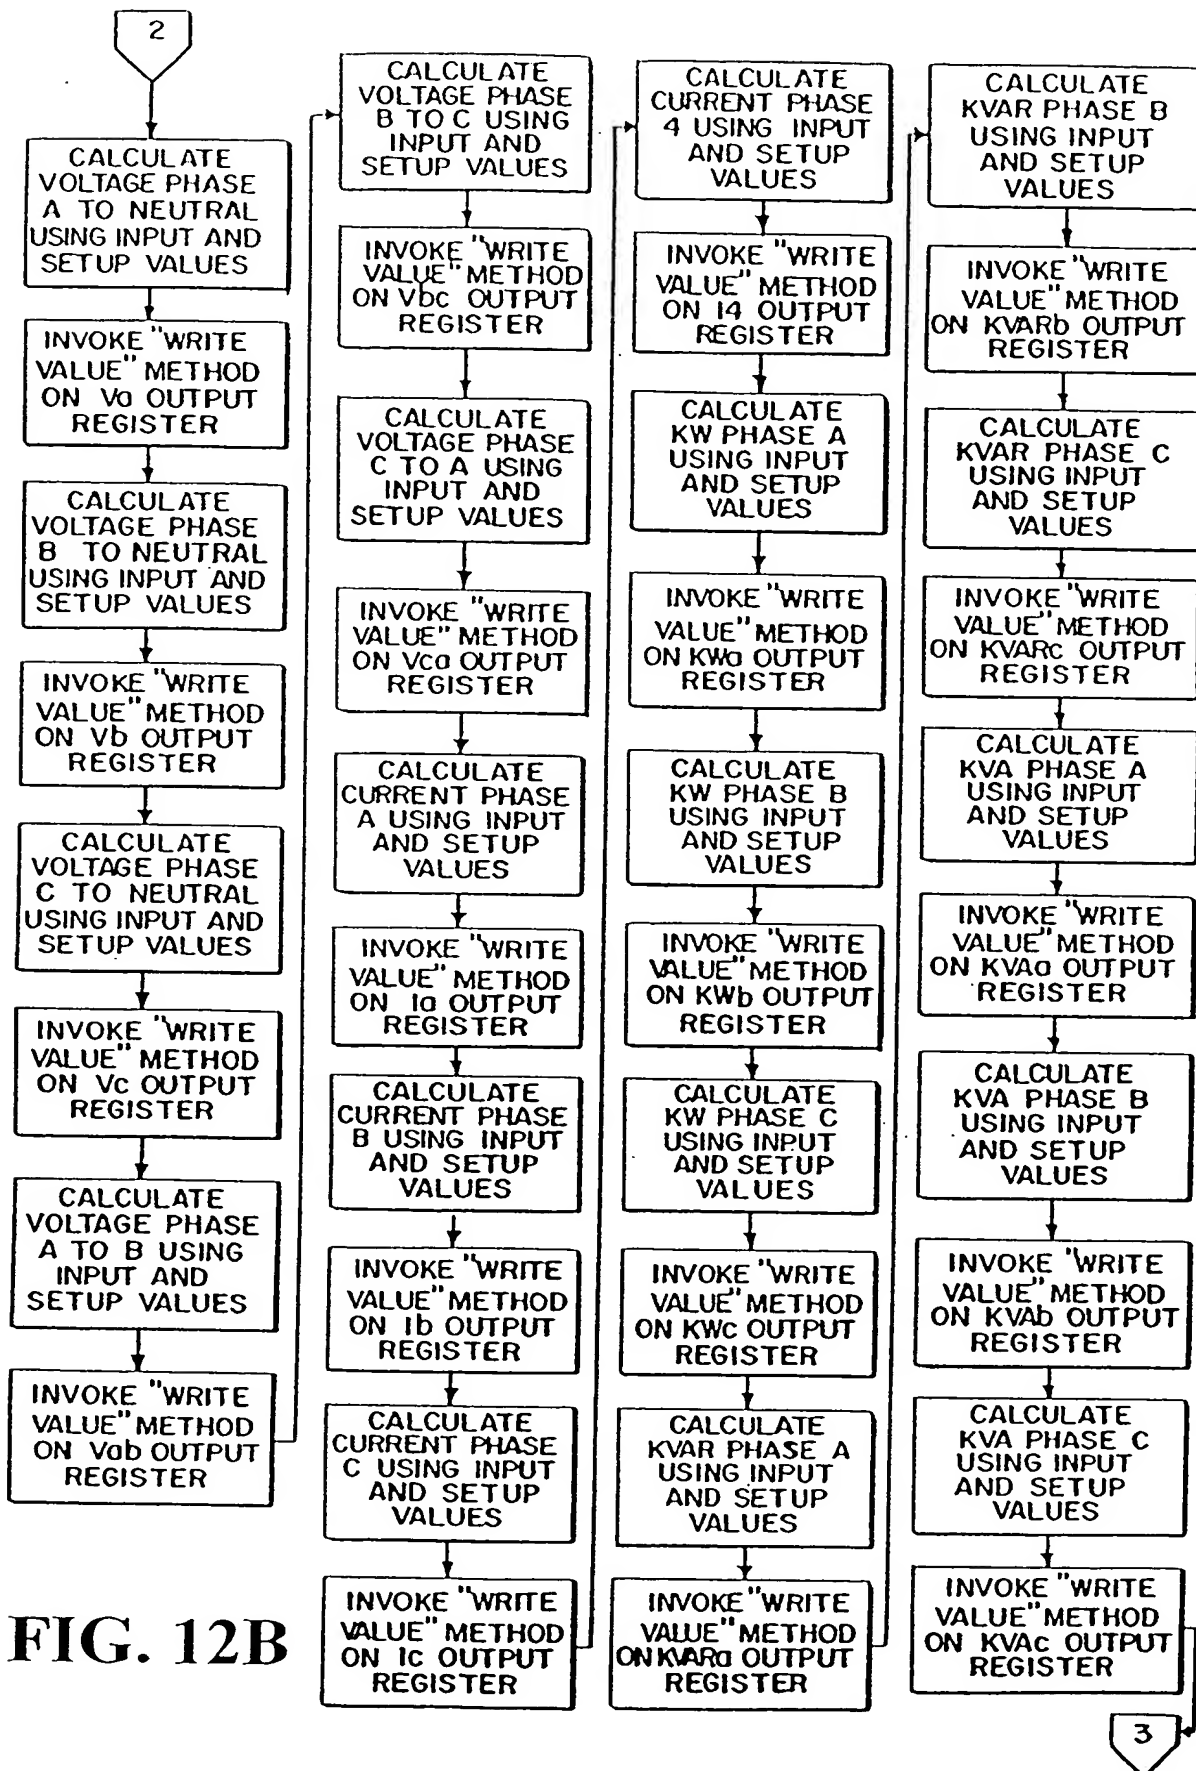 2
CALCULATE
VOLTAGE PHASE
A TO NEUTRAL
USING INPUT AND
SETUP VALUES
INVOKE "WRITE
VALUE" METHOD
ON Va OUTPUT
REGISTER
CALCULATE
VOLTAGE PHASE
B TO NEUTRAL
USING INPUT AND
SETUP VALUES
INVOKE "WRITE
VALUE" METHOD
ON Vb OUTPUT
REGISTER
CALCULATE
VOLTAGE PHASE
C TO NEUTRAL
USING INPUT AND
SETUP VALUES
INVOKE "WRITE
VALUE" METHOD
ON Vc OUTPUT
REGISTER
CALCULATE
VOLTAGE PHASE
A TO B USING
INPUT AND
SETUP VALUES
INVOKE "WRITE
VALUE" METHOD
ON Vab OUTPUT
REGISTER
CALCULATE
VOLTAGE PHASE
B TO C USING
INPUT AND
SETUP VALUES
INVOKE "WRITE
VALUE" METHOD
ON Vbc OUTPUT
REGISTER
CALCULATE
VOLTAGE PHASE
C TO A USING
INPUT AND
SETUP VALUES
INVOKE "WRITE
VALUE" METHOD
ON Vca OUTPUT
REGISTER
CALCULATE
CURRENT PHASE
A USING INPUT
AND SETUP
VALUES
INVOKE "WRITE
VALUE" METHOD
ON Ia OUTPUT
REGISTER
CALCULATE
CURRENT PHASE
B USING INPUT
AND SETUP
VALUES
INVOKE "WRITE
VALUE" METHOD
ON Ib OUTPUT
REGISTER
CALCULATE
CURRENT PHASE
C USING INPUT
AND SETUP
VALUES
INVOKE "WRITE
VALUE" METHOD
ON Ic OUTPUT
REGISTER
CALCULATE
CURRENT PHASE
4 USING INPUT
AND SETUP
VALUES
INVOKE "WRITE
VALUE" METHOD
ON I4 OUTPUT
REGISTER
CALCULATE
KW PHASE A
USING INPUT
AND SETUP
VALUES
INVOKE "WRITE
VALUE" METHOD
ON KWa OUTPUT
REGISTER
CALCULATE
KW PHASE B
USING INPUT
AND SETUP
VALUES
INVOKE "WRITE
VALUE" METHOD
ON KWb OUTPUT
REGISTER
CALCULATE
KW PHASE C
USING INPUT
AND SETUP
VALUES
INVOKE "WRITE
VALUE" METHOD
ON KWc OUTPUT
REGISTER
CALCULATE
KVAR PHASE A
USING INPUT
AND SETUP
VALUES
INVOKE "WRITE
VALUE" METHOD
ON KVARa OUTPUT
REGISTER
CALCULATE
KVAR PHASE B
USING INPUT
AND SETUP
VALUES
INVOKE "WRITE
VALUE" METHOD
ON KVARb OUTPUT
REGISTER
CALCULATE
KVAR PHASE C
USING INPUT
AND SETUP
VALUES
INVOKE "WRITE
VALUE" METHOD
ON KVARc OUTPUT
REGISTER
CALCULATE
KVA PHASE A
USING INPUT
AND SETUP
VALUES
INVOKE "WRITE
VALUE" METHOD
ON KVAa OUTPUT
REGISTER
CALCULATE
KVA PHASE B
USING INPUT
AND SETUP
VALUES
INVOKE "WRITE
VALUE" METHOD
ON KVAb OUTPUT
REGISTER
CALCULATE
KVA PHASE C
USING INPUT
AND SETUP
VALUES
INVOKE "WRITE
VALUE" METHOD
ON KVAc OUTPUT
REGISTER
3
FIG. 12B